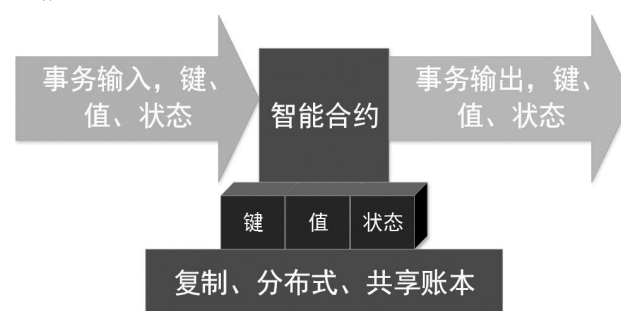 事务输入，键、
值、状态
智能合约
事务输出，键、
值、状态
键
值
状态
复制、分布式、共享账本